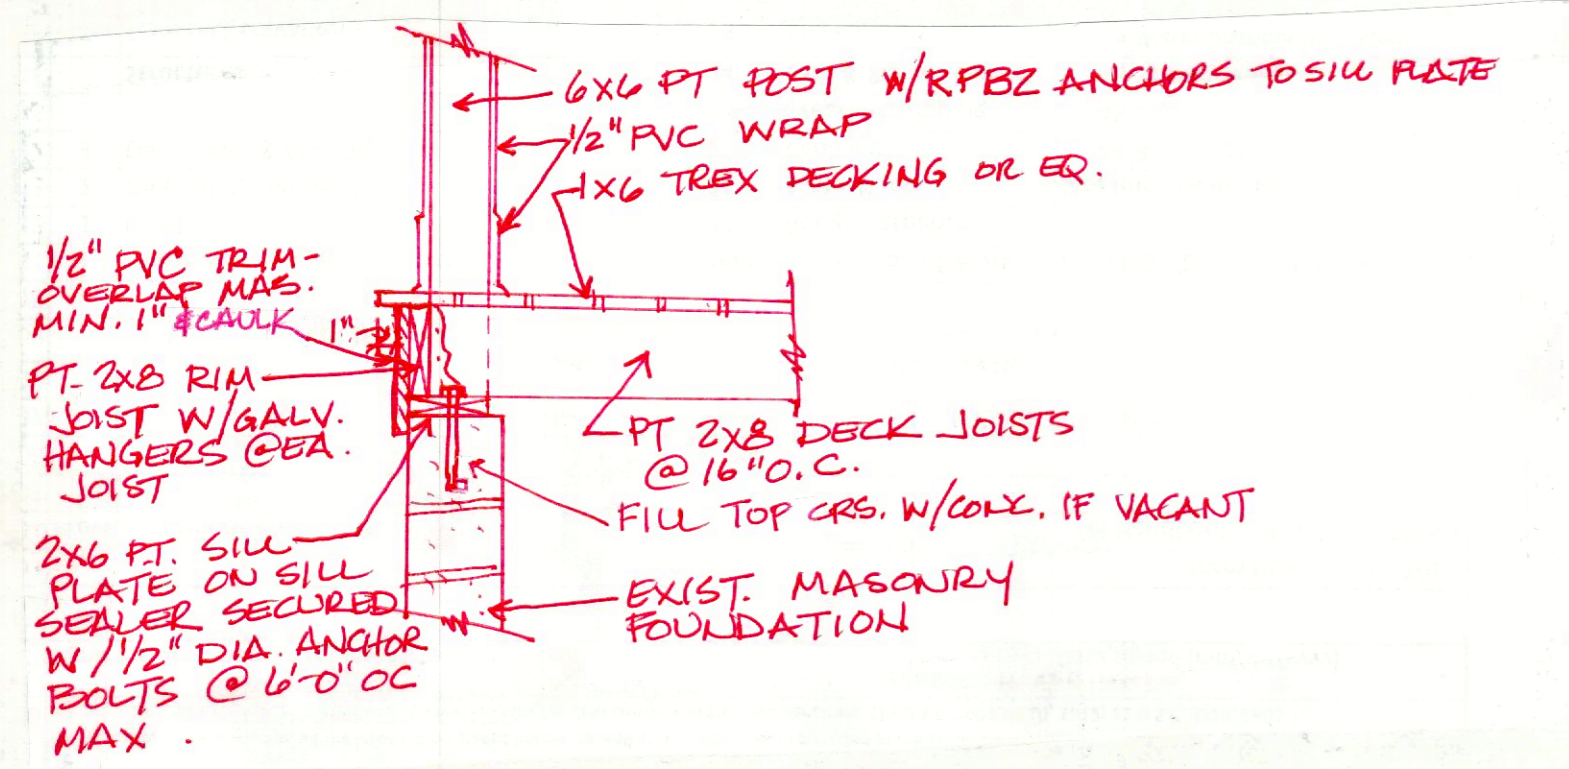 6X6 PT POST W/RPBZ ANCHORS TO SILL PLATE
1/2" PVC WRAP
1X6 TREX DECKING OR EQ.
1/2" PVC TRIM-
OVERLAP MAS.
MIN. 1" & CAULK
1"
PT 2X8 RIM
JOIST W/GALV.
HANGERS @EA.
JOIST
PT 2X8 DECK JOISTS
@ 16" O.C.
FILL TOP CRS. W/CONC. IF VACANT
2X6 P.T. SILL
PLATE ON SILL
SEALER SECURED
W/ 1/2" DIA. ANCHOR
BOLTS @ 6'-0" OC
MAX.
EXIST. MASONRY
FOUNDATION